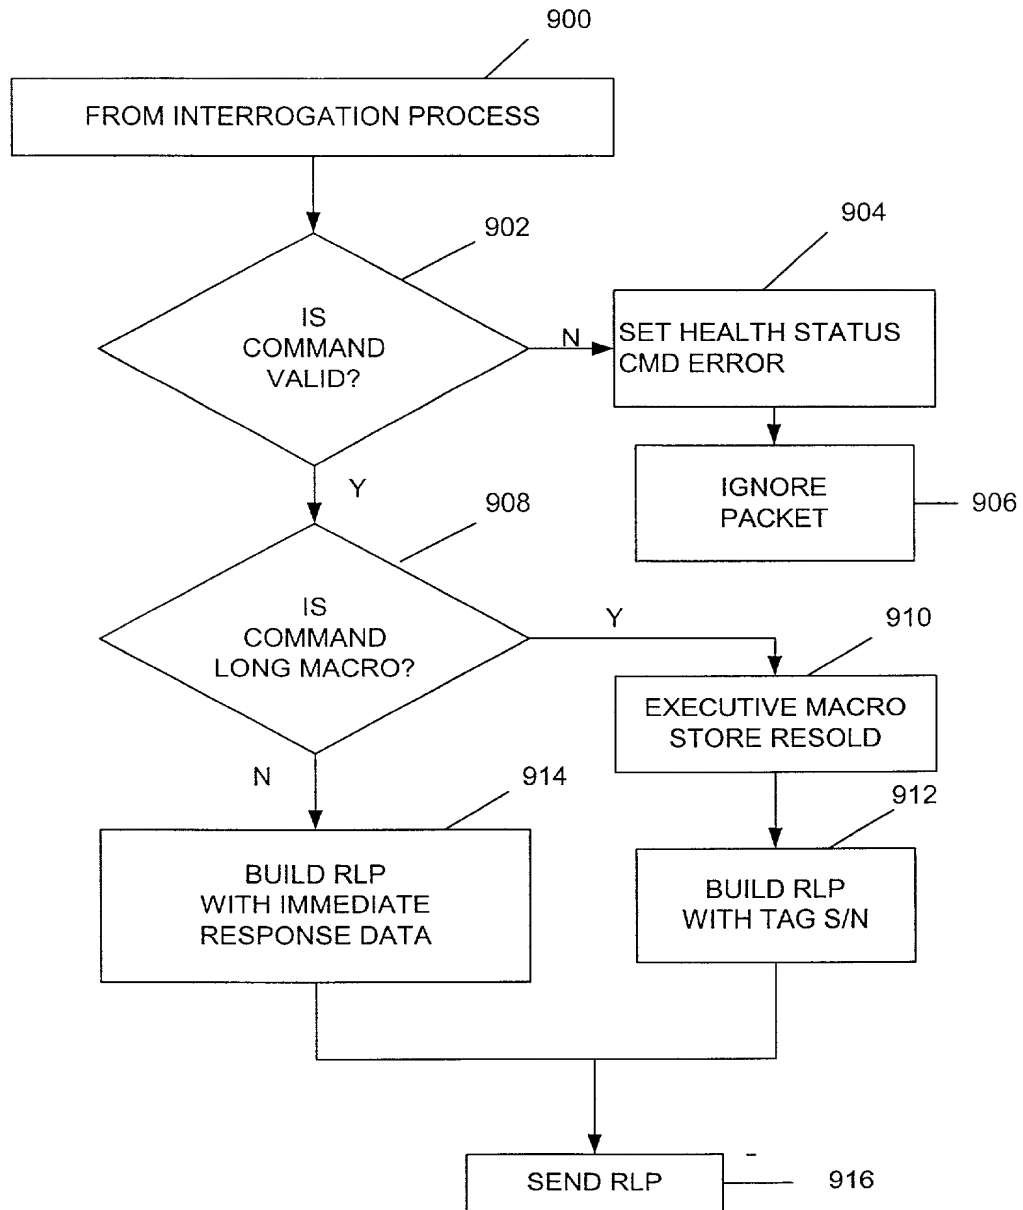 900
FROM INTERROGATION PROCESS
902
904
IS
COMMAND
VALID?
N
SET HEALTH STATUS
CMD ERROR
Y
IGNORE
PACKET
906
908
IS
COMMAND
LONG MACRO?
Y
910
EXECUTIVE MACRO
STORE RESOLD
N
914
912
BUILD RLP
WITH IMMEDIATE
RESPONSE DATA
BUILD RLP
WITH TAG S/N
SEND RLP
916